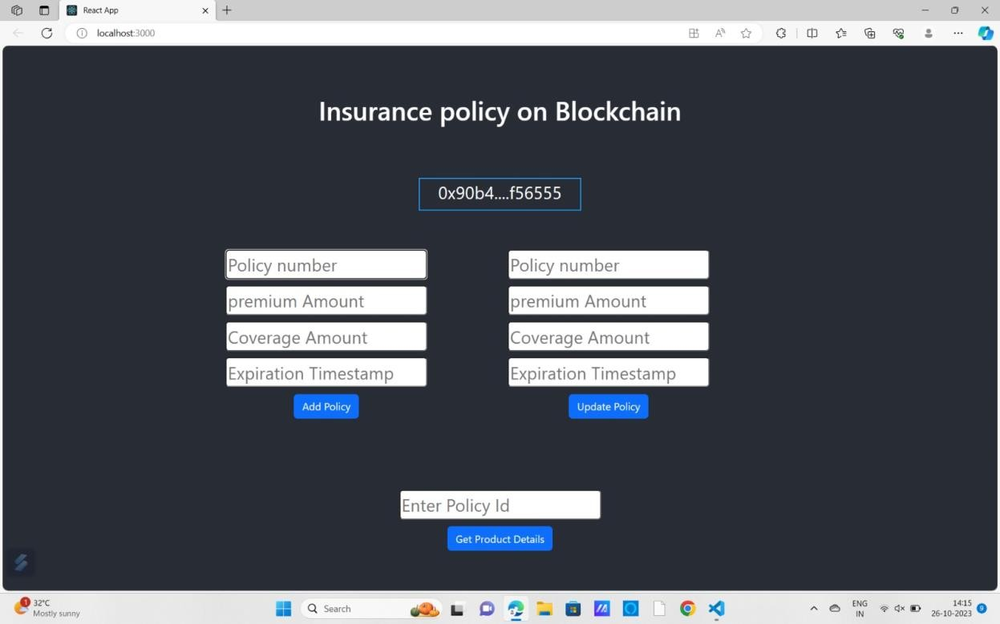 React App
localhost:3000
Insurance policy on Blockchain
0x90b4....f56555
Policy number
premium Amount
Coverage Amount
Expiration Timestamp
Add Policy
Policy number
premium Amount
Coverage Amount
Expiration Timestamp
Update Policy
Enter Policy Id
Get Product Details
1
32°C
Mostly sunny
Search
ENG
IN
14:15
26-10-2023
9